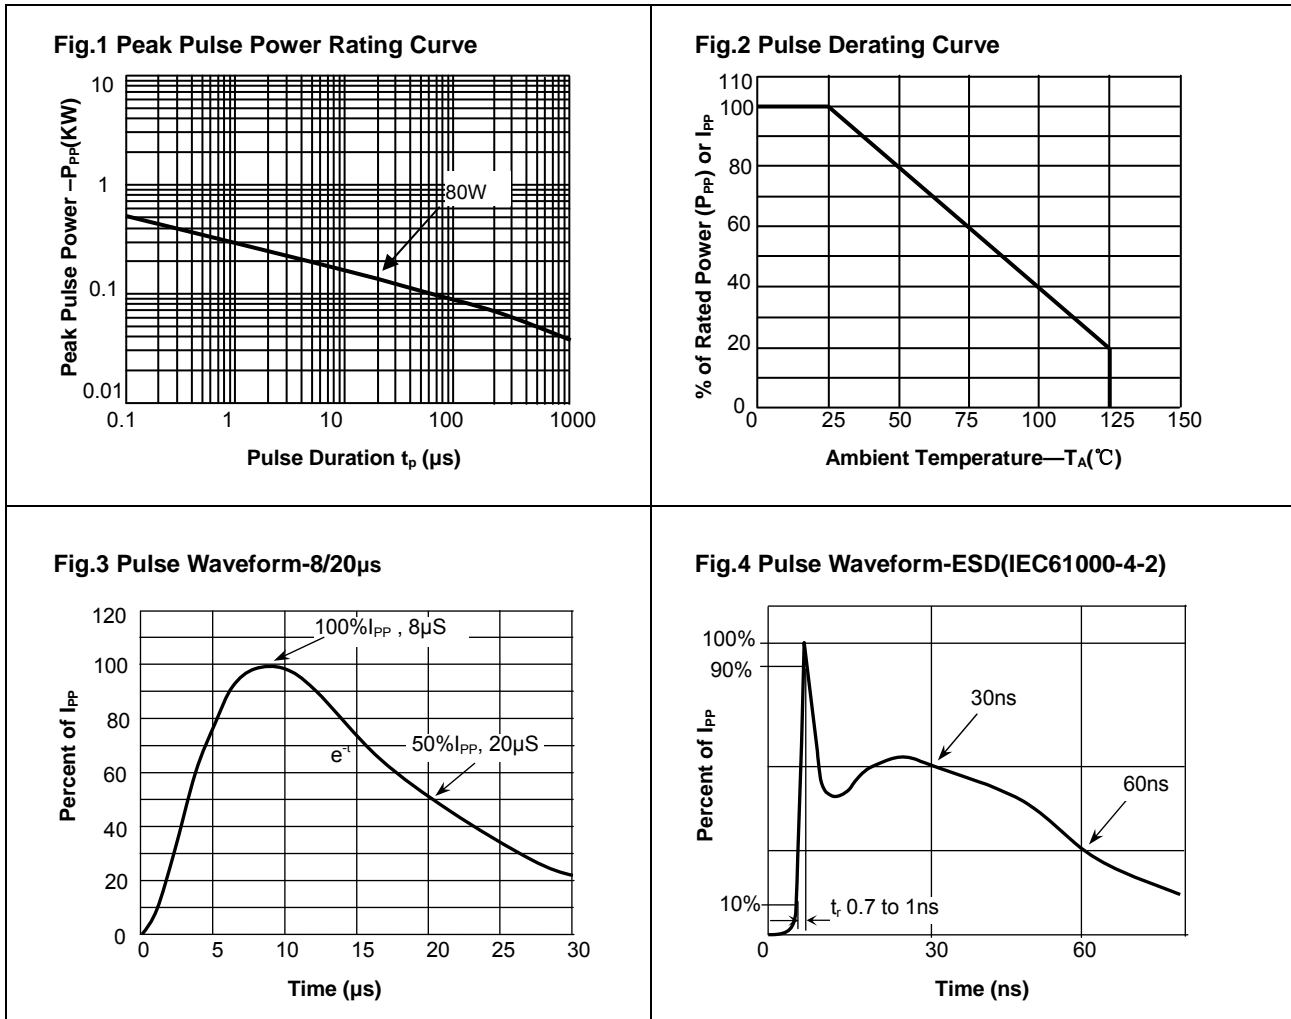 Fig.1 Peak Pulse Power Rating Curve
Peak Pulse Power –PPP(KW)
10
1
0.1
0.01
80W
0.1 1 10 100 1000
Pulse Duration tp (µs)
Fig.2 Pulse Derating Curve
% of Rated Power (PPP) or IPP
110
100
80
60
40
20
0
25 50 75 100 125 150
Ambient Temperature—TA(℃)
Fig.3 Pulse Waveform-8/20µs
Percent of IPP
120
100
80
60
40
20
0
100%IPP , 8µS
e-t
50%IPP, 20µS
0 5 10 15 20 25 30
Time (µs)
Fig.4 Pulse Waveform-ESD(IEC61000-4-2)
Percent of IPP
100%
90%
10%
30ns
60ns
tr 0.7 to 1ns
0 30 60
Time (ns)